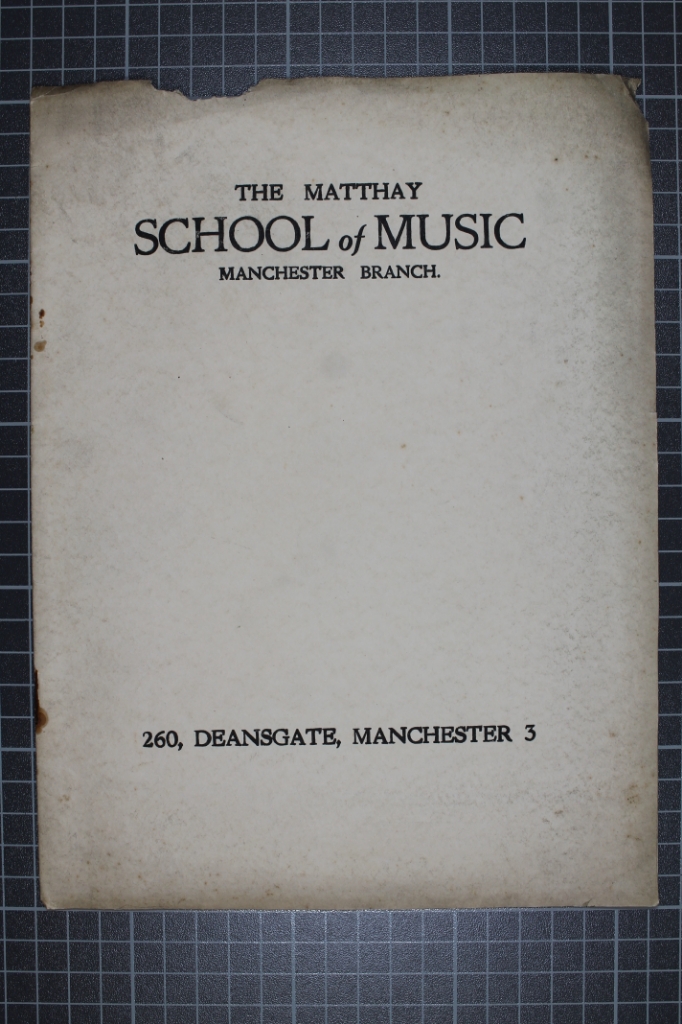 THE MATTHAY
SCHOOL of MUSIC
MANCHESTER BRANCH.
260, DEANSGATE, MANCHESTER 3